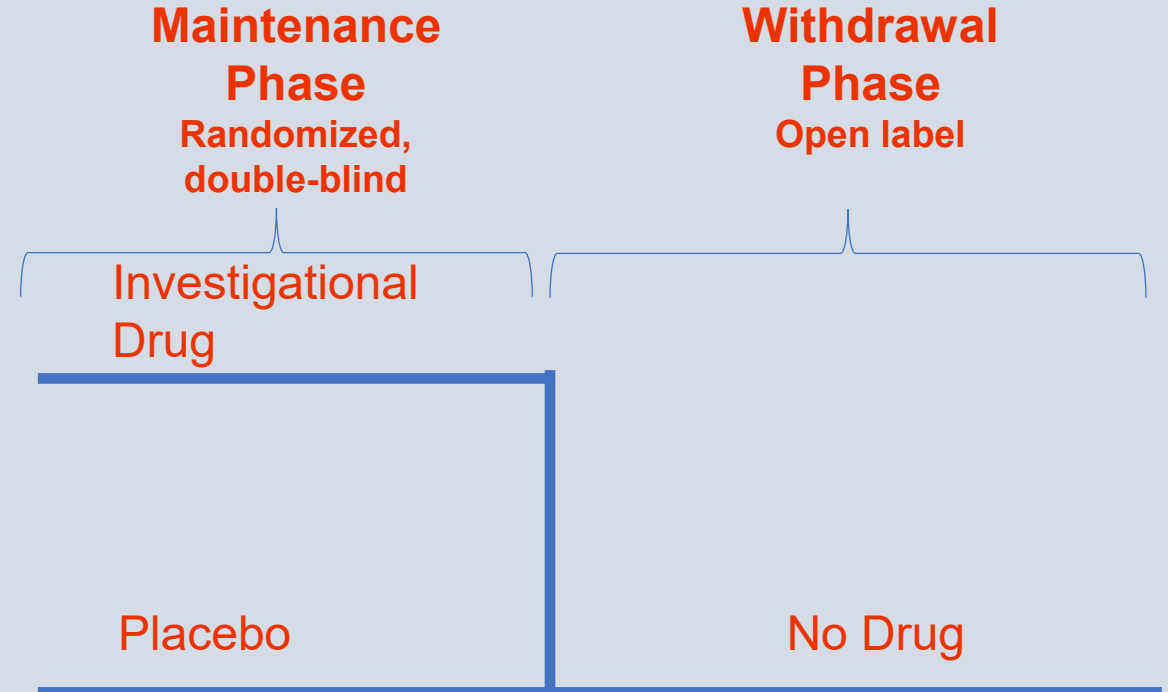 Maintenance
Phase
Randomized,
double-blind
Withdrawal
Phase
Open label
Investigational
Drug
Placebo
No Drug